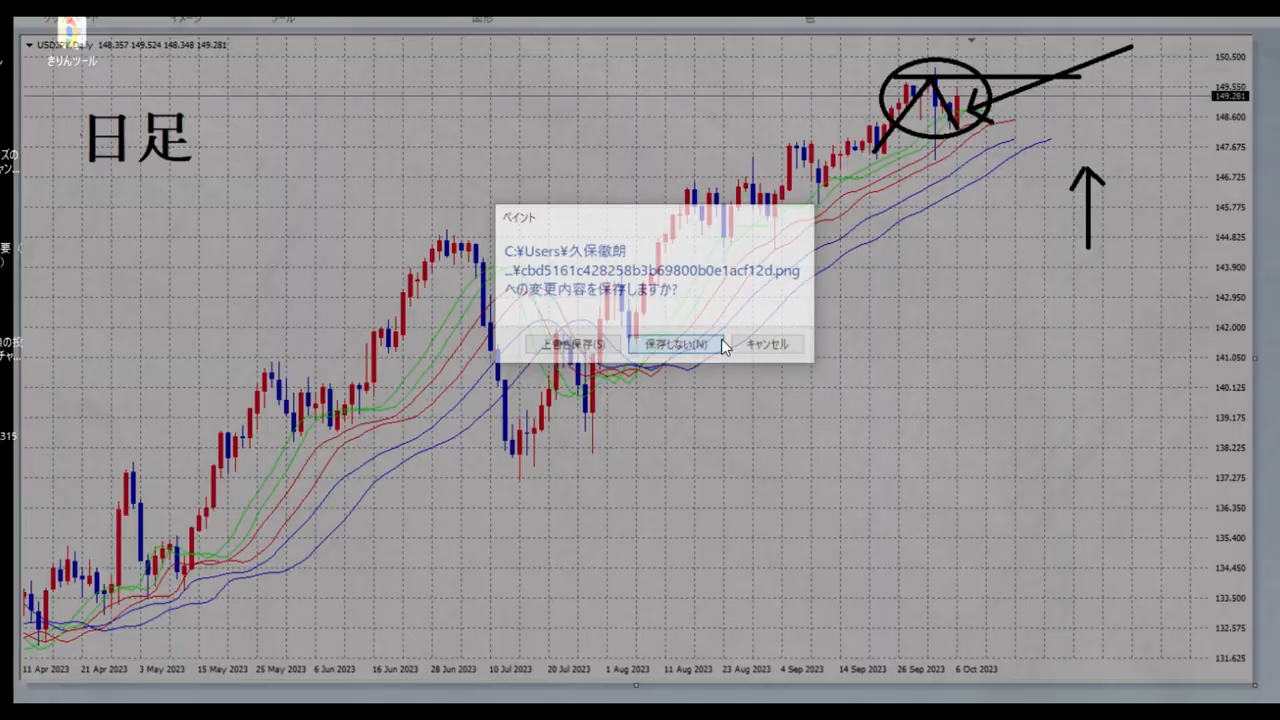 USDJPY,Daily 148.357 149.524 148.348 149.281
きりんツール
日足
ペイント
C:¥Users¥久保徹朗
...¥cbd5161c428258b3b69800b0e1acf12d.png
への変更内容を保存しますか?
上書き保存(S)
保存しない(N)
キャンセル
150.500
149.550
149.281
148.600
147.675
146.725
145.775
144.825
143.900
142.950
142.000
141.050
140.125
139.175
138.225
137.275
136.350
135.400
134.450
133.500
132.575
131.625
315
11 Apr 2023
21 Apr 2023
3 May 2023
15 May 2023
25 May 2023
6 Jun 2023
16 Jun 2023
28 Jun 2023
10 Jul 2023
20 Jul 2023
1 Aug 2023
11 Aug 2023
23 Aug 2023
4 Sep 2023
14 Sep 2023
26 Sep 2023
6 Oct 2023